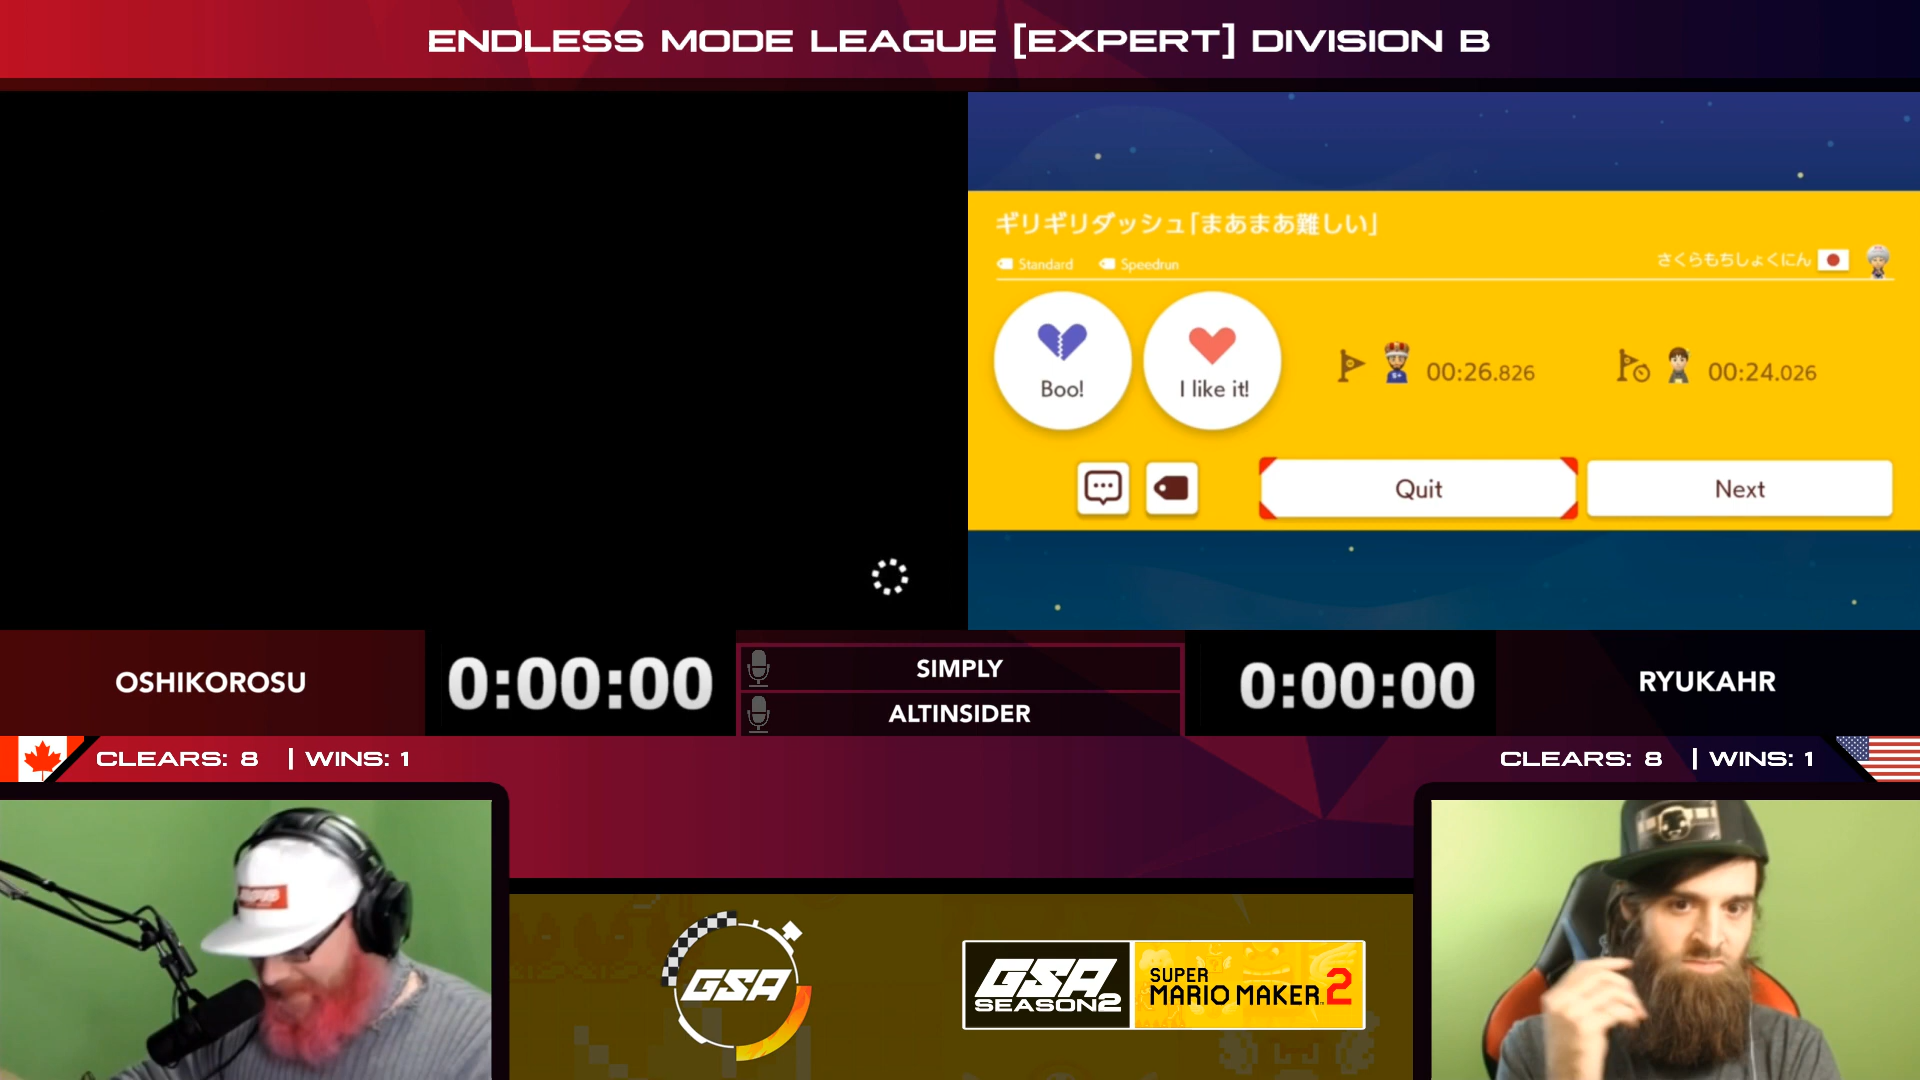 ENDLESS MODE LEAGUE [EXPERT] DIVISION B
ギリギリダッシュ「まあまあ難しい」
Standard Speedrun
さくらもちしょくにん
Boo!
I like it!
00:26.826
00:24.026
Quit
Next
OSHIKOROSU
0:00:00
SIMPLY
ALTINSIDER
0:00:00
RYUKAHR
CLEARS: 8 | WINS: 1
CLEARS: 8 | WINS: 1
GSA
GSA
SEASON2
SUPER
MARIO MAKER 2